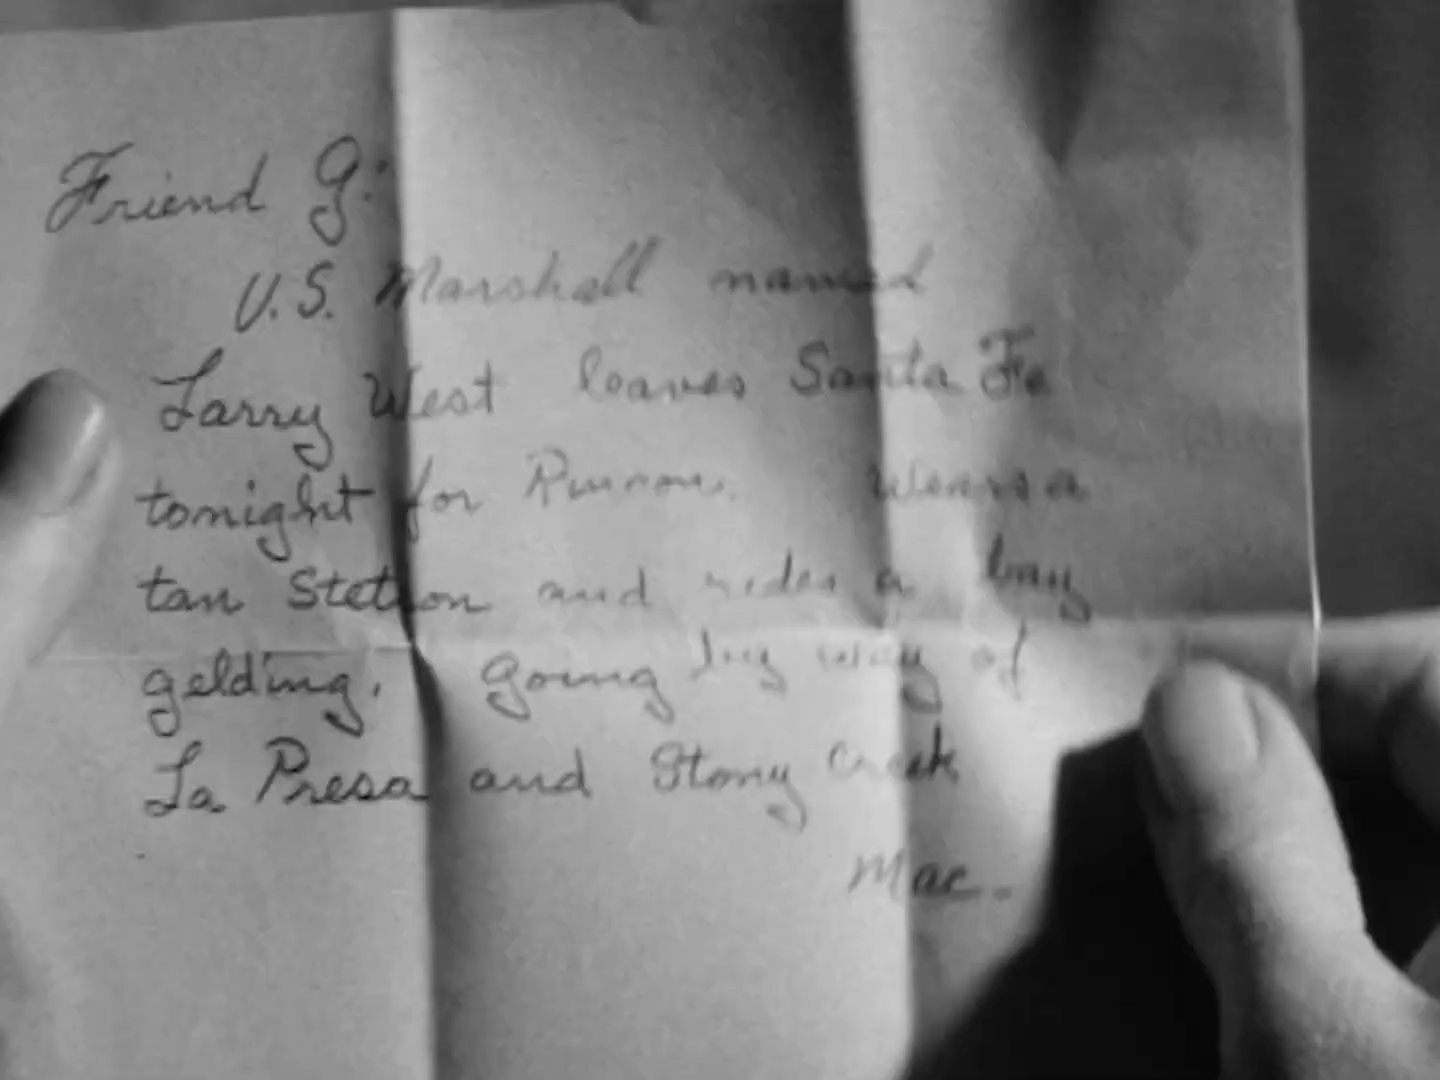 Friend G:
U.S. Marshall named
Larry West leaves Santa Fe
tonight for Wears a
tan Stetson and rides a bay
gelding. Going by way of
La Presa and Stony Creek
Mac.